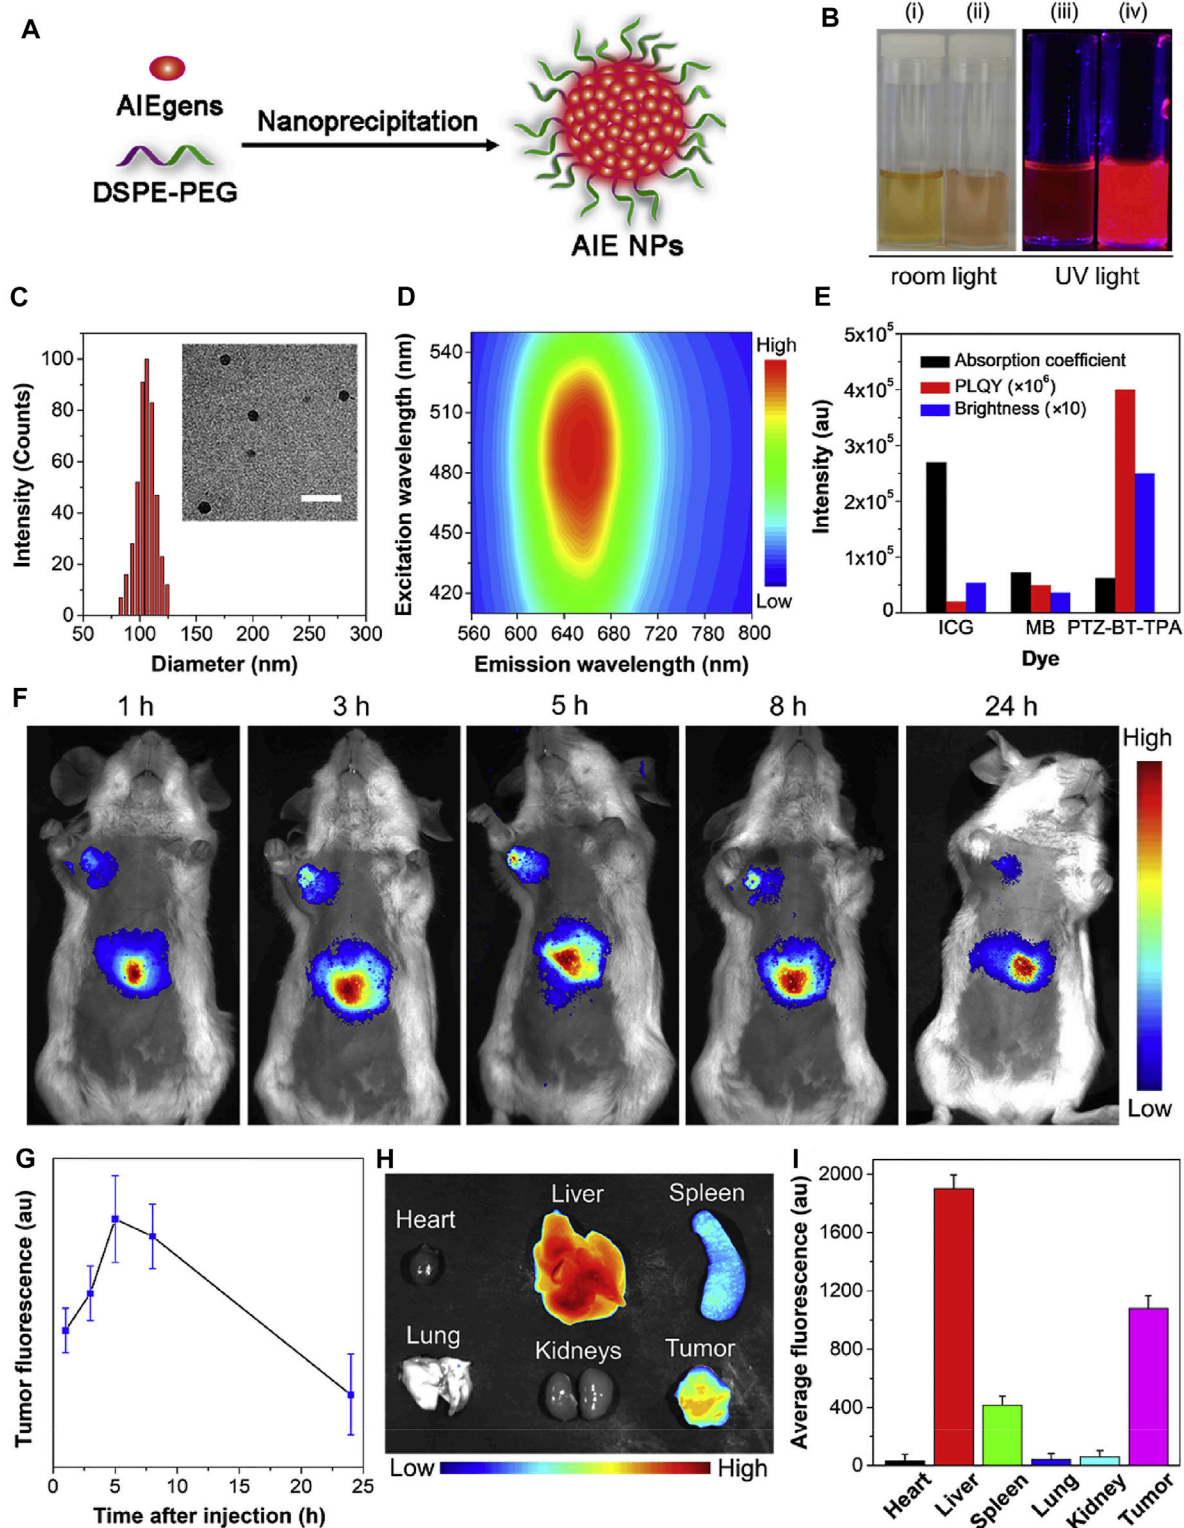 A
AIEgens
DSPE-PEG
Nanoprecipitation
AIE NPs
B
(i) (ii) (iii) (iv)
room light UV light
C
Intensity (Counts)
100
80
60
40
20
0
50 100 150 200 250 300
Diameter (nm)
D
Excitation wavelength (nm)
540
510
480
450
420
560 600 640 680 720 760 800
Emission wavelength (nm)
High
Low
E
Intensity (au)
5x10⁵
4x10⁵
3x10⁵
2x10⁵
1x10⁵
0
Absorption coefficient
PLQY (×10⁶)
Brightness (×10)
ICG MB PTZ-BT-TPA
Dye
F
1 h 3 h 5 h 8 h 24 h
High
Low
G
Tumor fluorescence (au)
0 5 10 15 20 25
Time after injection (h)
H
Heart Liver Spleen
Lung Kidneys Tumor
Low High
I
Average fluorescence (au)
2000
1600
1200
800
400
0
Heart Liver Spleen Lung Kidney Tumor